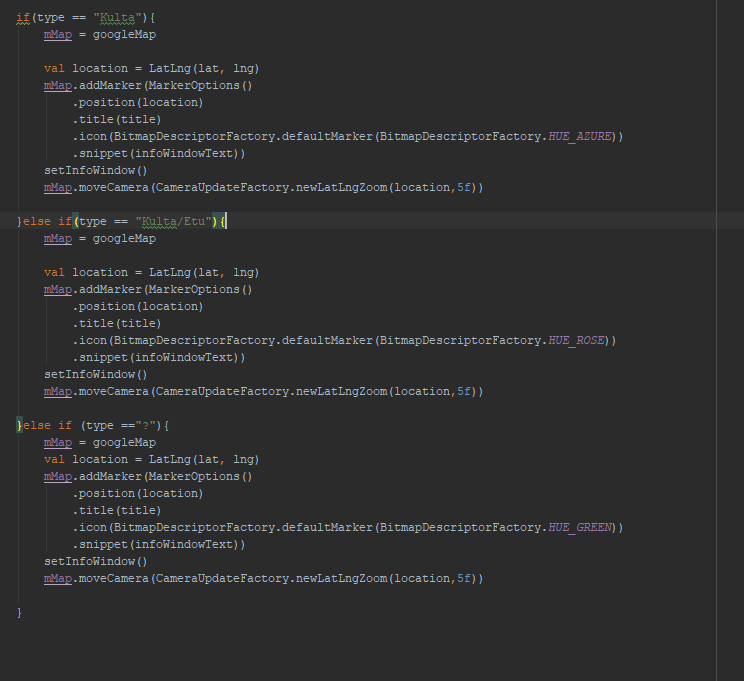 if(type == "Kulta"){
mMap = googleMap
val location = LatLng(lat, lng)
mMap.addMarker(MarkerOptions()
.position(location)
.title(title)
.icon(BitmapDescriptorFactory.defaultMarker(BitmapDescriptorFactory.HUE_AZURE))
.snippet(infoWindowText))
setInfoWindow()
mMap.moveCamera(CameraUpdateFactory.newLatLngZoom(location,5f))
}else if(type == "Kulta/Etu"){
mMap = googleMap
val location = LatLng(lat, lng)
mMap.addMarker(MarkerOptions()
.position(location)
.title(title)
.icon(BitmapDescriptorFactory.defaultMarker(BitmapDescriptorFactory.HUE_ROSE))
.snippet(infoWindowText))
setInfoWindow()
mMap.moveCamera(CameraUpdateFactory.newLatLngZoom(location,5f))
}else if (type =="?"){
mMap = googleMap
val location = LatLng(lat, lng)
mMap.addMarker(MarkerOptions()
.position(location)
.title(title)
.icon(BitmapDescriptorFactory.defaultMarker(BitmapDescriptorFactory.HUE_GREEN))
.snippet(infoWindowText))
setInfoWindow()
mMap.moveCamera(CameraUpdateFactory.newLatLngZoom(location,5f))
}